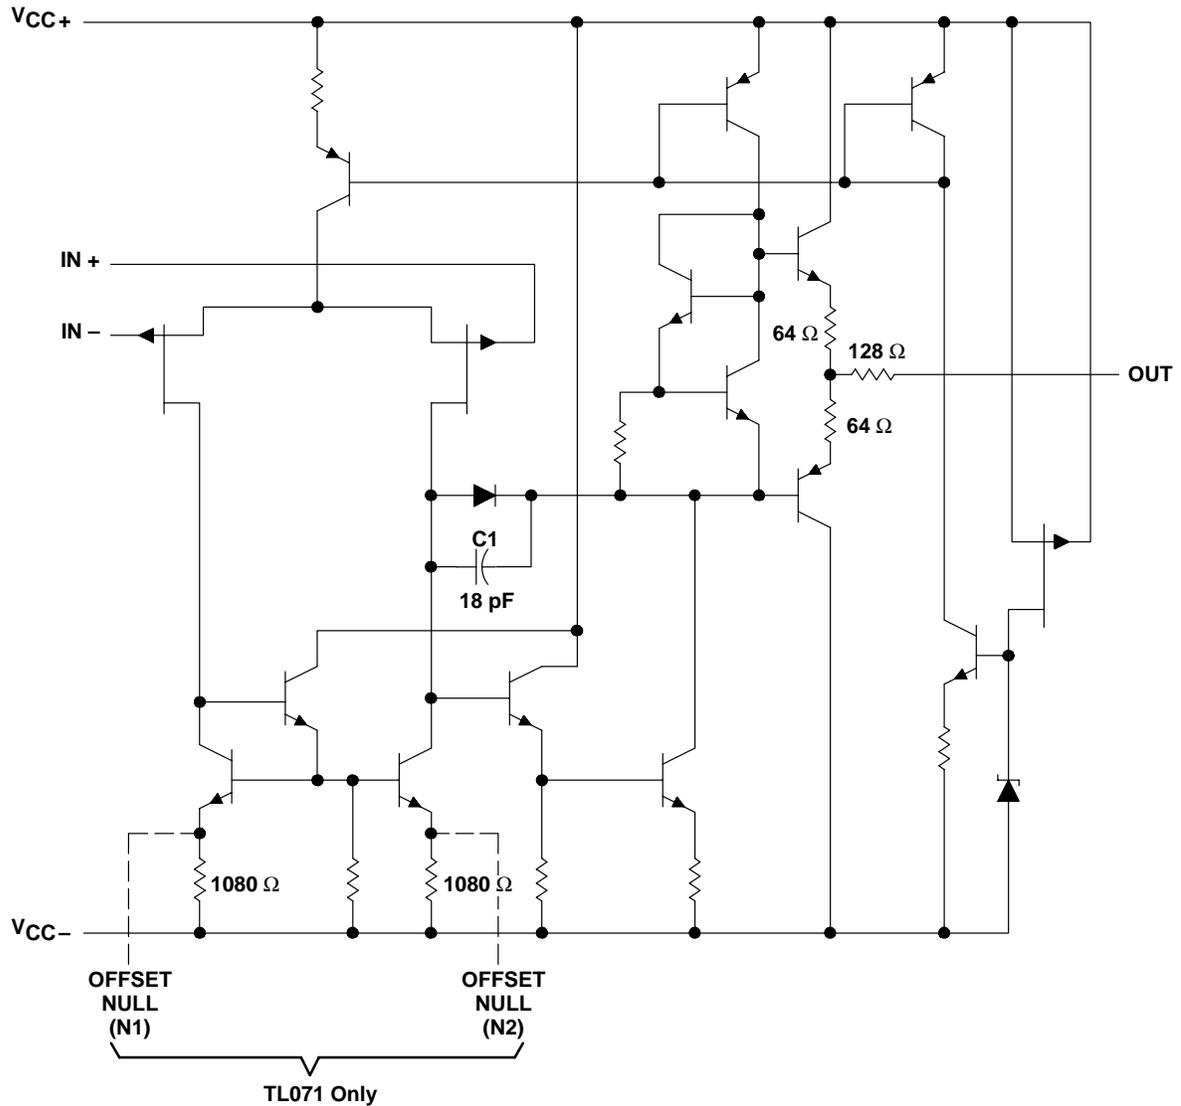 VCC+
IN +
IN –
64 Ω
128 Ω
OUT
64 Ω
C1
18 pF
1080 Ω
1080 Ω
VCC–
OFFSET
NULL
(N1)
OFFSET
NULL
(N2)
TL071 Only